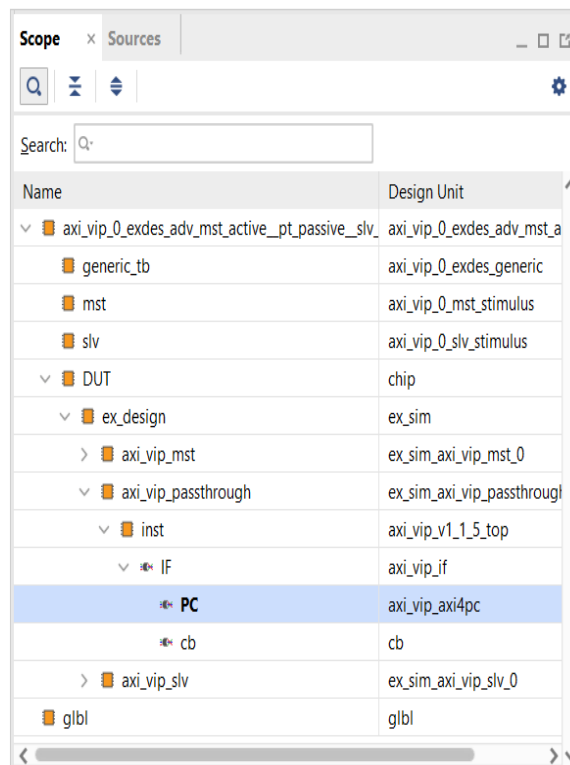 Scope × Sources
Search:
Name Design Unit
axi_vip_0_exdes_adv_mst_active__pt_passive__slv_ axi_vip_0_exdes_adv_mst_a
generic_tb axi_vip_0_exdes_generic
mst axi_vip_0_mst_stimulus
slv axi_vip_0_slv_stimulus
DUT chip
ex_design ex_sim
axi_vip_mst ex_sim_axi_vip_mst_0
axi_vip_passthrough ex_sim_axi_vip_passthrough
inst axi_vip_v1_1_5_top
IF axi_vip_if
PC axi_vip_axi4pc
cb cb
axi_vip_slv ex_sim_axi_vip_slv_0
glbl glbl